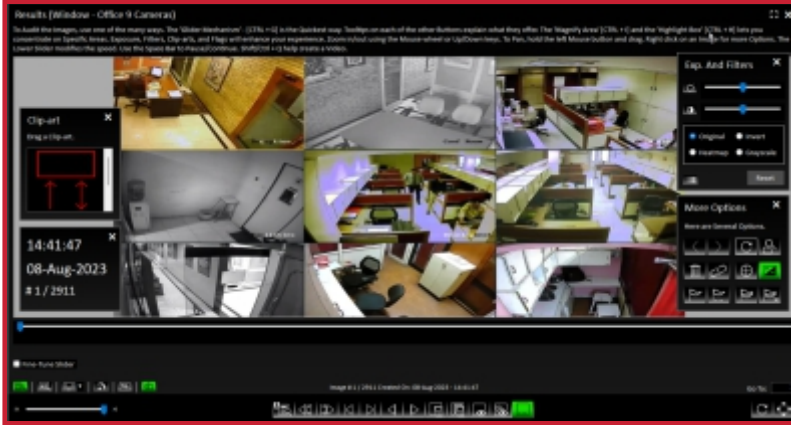 Results (Window - Office 9 Cameras)
To Audit the images, use one of the many ways. The 'Slider Mechanism' - [CTRL + S] is the Quickest way. Tooltips on each of the other Buttons explain what they offer. The 'Magnify Area' [CTRL + I] and the 'Highlight Box' [CTRL + H] lets you
concentrate on Specific Areas. Exposure, Filters, Clip-arts, and Flags will enhance your experience. Zoom in/out using the Mouse-wheel or Up/Down keys. To Pan, hold the left Mouse-button and drag. Right click on an Image for more Options. The
Lower Slider modifies the speed. Use the Space Bar to Pause/Continue. Shift/Ctrl + C) help create a Video.
Exp. And Filters
Original
Invert
Heatmap
Grayscale
Reset
Clip-art
Drag a Clip-art.
More Options
Here are General Options.
14:41:47
08-Aug-2023
# 1 / 2911
Fine-Tune Slider
Image # 1 / 2911 Created On: 08-Aug-2023 - 14:41:47
Go To: